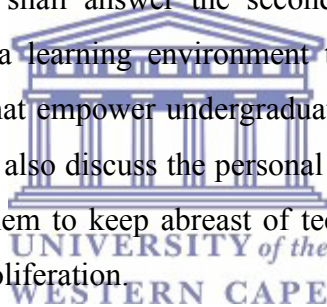 shall answer the second
a learning environment t
hat empower undergradua
also discuss the personal
em to keep abreast of tec
UNIVERSITY of the
oliferation.
WESTERN CAPE